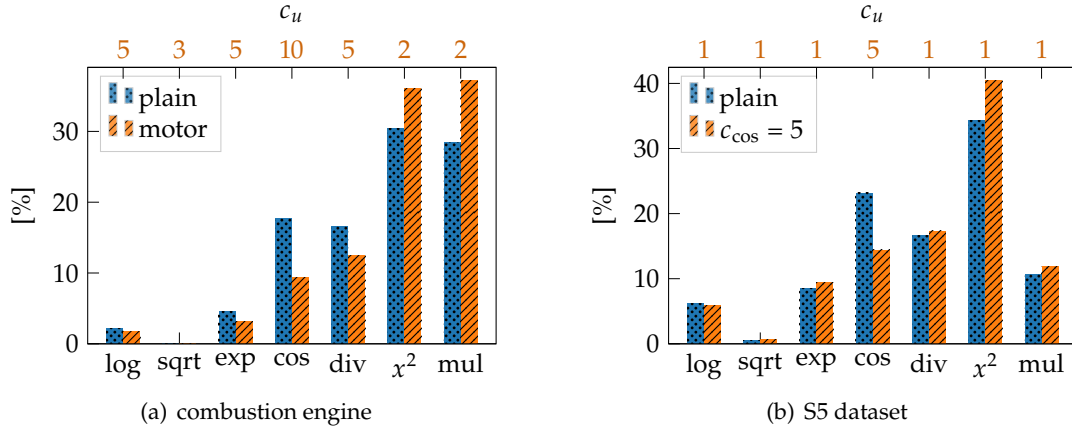 c_u
5 3 5 10 5 2 2
plain
motor
30
20
10
0
[%]
log sqrt exp cos div x² mul
(a) combustion engine
c_u
1 1 1 5 1 1 1
plain
c_cos = 5
40
30
20
10
0
[%]
log sqrt exp cos div x² mul
(b) S5 dataset